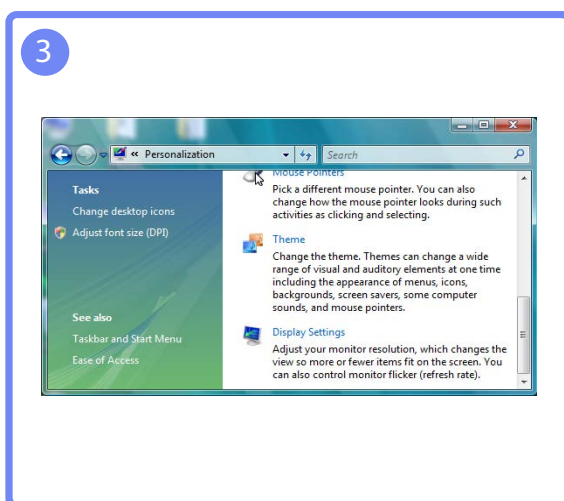 3
« Personalization
Search
Tasks
Change desktop icons
Adjust font size (DPI)
See also
Taskbar and Start Menu
Ease of Access
Mouse Pointers
Pick a different mouse pointer. You can also
change how the mouse pointer looks during such
activities as clicking and selecting.
Theme
Change the theme. Themes can change a wide
range of visual and auditory elements at one time
including the appearance of menus, icons,
backgrounds, screen savers, some computer
sounds, and mouse pointers.
Display Settings
Adjust your monitor resolution, which changes the
view so more or fewer items fit on the screen. You
can also control monitor flicker (refresh rate).